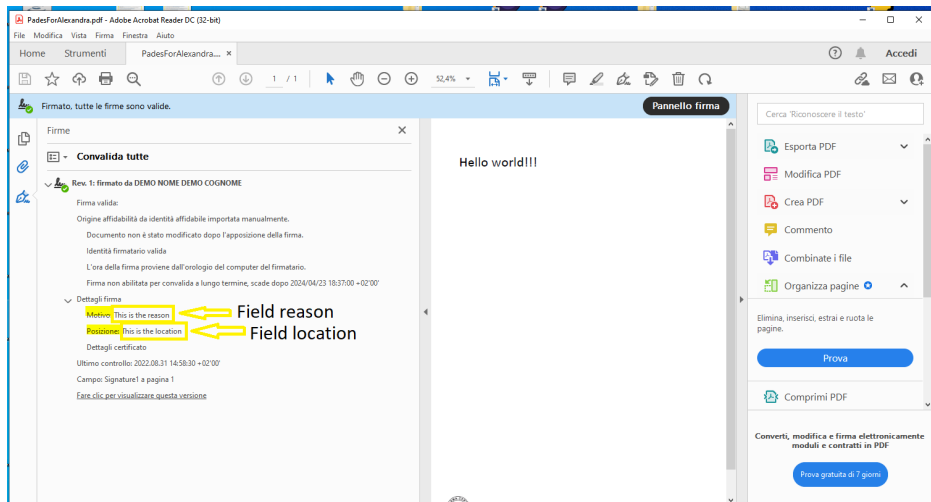 PadesForAlexandra.pdf - Adobe Acrobat Reader DC (32-bit)
File Modifica Vista Firma Finestra Aiuto
Home Strumenti PadesForAlexandra.... × Accedi
1 / 1 52,4%
Firmato, tutte le firme sono valide. Pannello firma
Firme
Convalida tutte
Rev. 1: firmato da DEMO NOME DEMO COGNOME
Firma valida:
Origine affidabilità da identità affidabile importata manualmente.
Documento non è stato modificato dopo l'apposizione della firma.
Identità firmatario valida
L'ora della firma proviene dall'orologio del computer del firmatario.
Firma non abilitata per convalida a lungo termine, scade dopo 2024/04/23 18:37:00 +02'00'
Dettagli firma
Motivo: This is the reason Field reason
Posizione: This is the location Field location
Dettagli certificato
Ultimo controllo: 2022.08.31 14:58:30 +02'00'
Campo: Signature1 a pagina 1
Fare clic per visualizzare questa versione
Hello world!!!
Cerca 'Riconoscere il testo'
Esporta PDF
Modifica PDF
Crea PDF
Commento
Combinate i file
Organizza pagine
Elimina, inserisci, estrai e ruota le
pagine.
Prova
Comprimi PDF
Converti, modifica e firma elettronicamente
moduli e contratti in PDF
Prova gratuita di 7 giorni